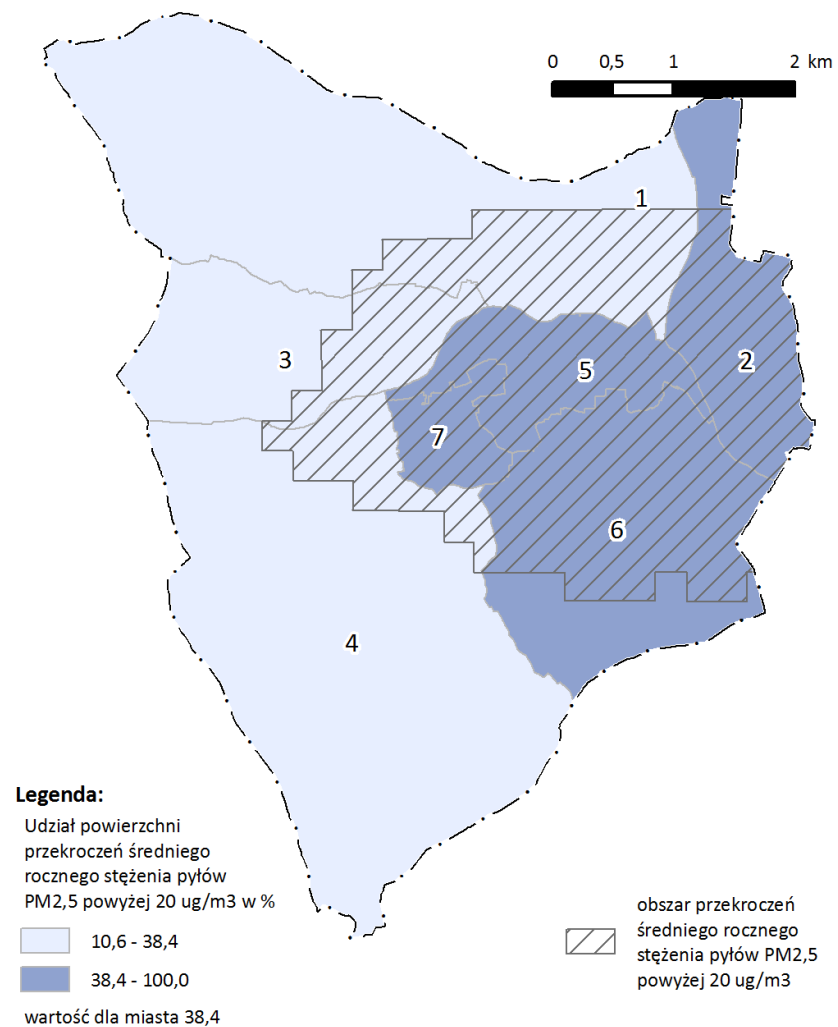 0 0,5 1 2 km
1
2
3
5
7
6
4
Legenda:
Udział powierzchni
przekroczeń średniego
rocznego stężenia pyłów
PM2,5 powyżej 20 ug/m3 w %
10,6 - 38,4
38,4 - 100,0
wartość dla miasta 38,4
obszar przekroczeń
średniego rocznego
stężenia pyłów PM2,5
powyżej 20 ug/m3